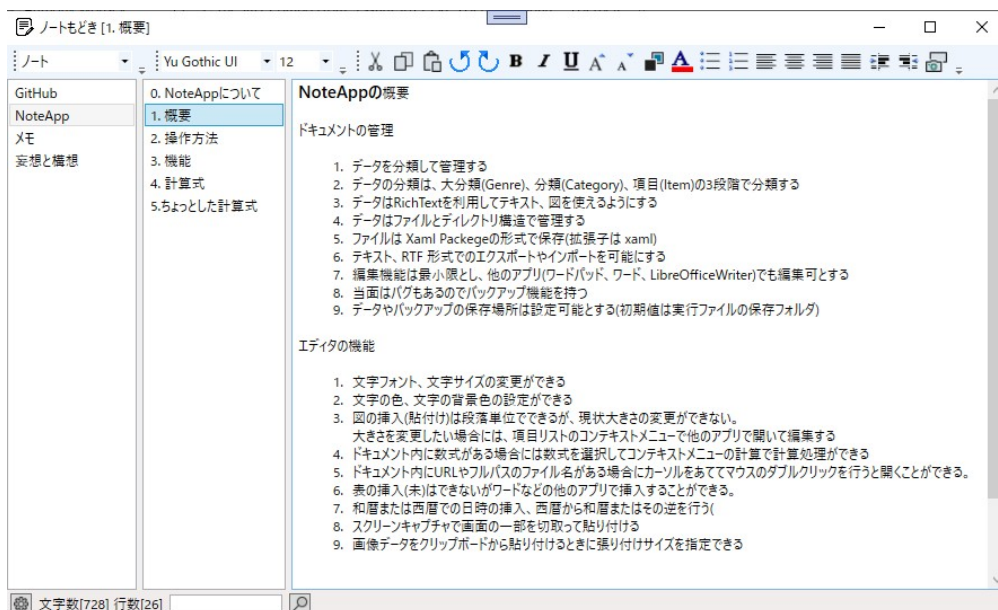 ノートもどき [1. 概要]
ノート Yu Gothic UI 12
GitHub
NoteApp
メモ
妄想と構想
0. NoteAppについて
1. 概要
2. 操作方法
3. 機能
4. 計算式
5.ちょっとした計算式
NoteAppの概要
ドキュメントの管理
1. データを分類して管理する
2. データの分類は、大分類(Genre)、分類(Category)、項目(Item)の3段階で分類する
3. データはRichTextを利用してテキスト、図を使えるようにする
4. データはファイルとディレクトリ構造で管理する
5. ファイルは Xaml Packegeの形式で保存(拡張子は xaml)
6. テキスト、RTF 形式でのエクスポートやインポートを可能にする
7. 編集機能は最小限とし、他のアプリ(ワードパッド、ワード、LibreOfficeWriter)でも編集可とする
8. 当面はバグもあるのでバックアップ機能を持つ
9. データやバックアップの保存場所は設定可能とする(初期値は実行ファイルの保存フォルダ)
エディタの機能
1. 文字フォント、文字サイズの変更ができる
2. 文字の色、文字の背景色の設定ができる
3. 図の挿入(貼付け)は段落単位でできるが、現状大きさの変更ができない。
大きさを変更したい場合には、項目リストのコンテキストメニューで他のアプリで開いて編集する
4. ドキュメント内に数式がある場合には数式を選択してコンテキストメニューの計算で計算処理ができる
5. ドキュメント内にURLやフルパスのファイル名がある場合にカーソルをあててマウスのダブルクリックを行うと開くことができる。
6. 表の挿入(未)はできないがワードなどの他のアプリで挿入することができる。
7. 和暦または西暦での日時の挿入、西暦から和暦またはその逆を行う(
8. スクリーンキャプチャで画面の一部を切取って貼り付ける
9. 画像データをクリップボードから貼り付けるときに張り付けサイズを指定できる
文字数[728] 行数[26]